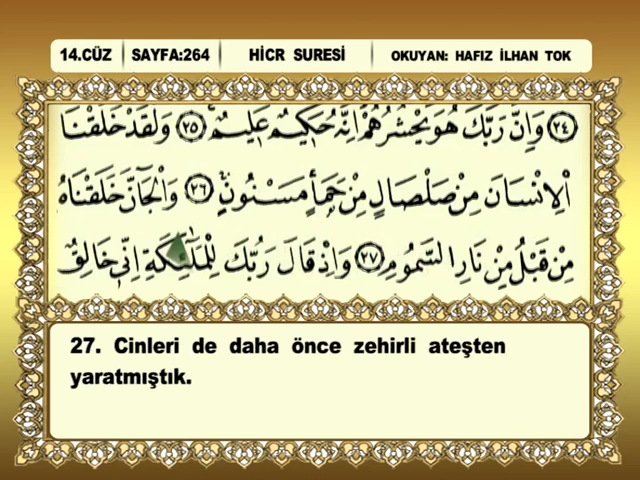 14.CÜZ SAYFA:264 HİCR SURESİ OKUYAN: HAFIZ İLHAN TOK
﴿٢٤﴾ وَاِنَّ رَبَّكَ هُوَ يَحْشُرُهُمْ اِنَّهُ حَكِيمٌ عَلِيمٌ ﴿٢٥﴾ وَلَقَدْ خَلَقْنَا
الْاِنْسَانَ مِنْ صَلْصَالٍ مِنْ حَمَأٍ مَسْنُونٍ ﴿٢٦﴾ وَالْجَانَّ خَلَقْنَاهُ
مِنْ قَبْلُ مِنْ نَارِ السَّمُومِ ﴿٢٧﴾ وَاِذْ قَالَ رَبُّكَ لِلْمَلٰٓئِكَةِ اِنّ۪ي خَالِقٌ
27. Cinleri de daha önce zehirli ateşten
yaratmıştık.